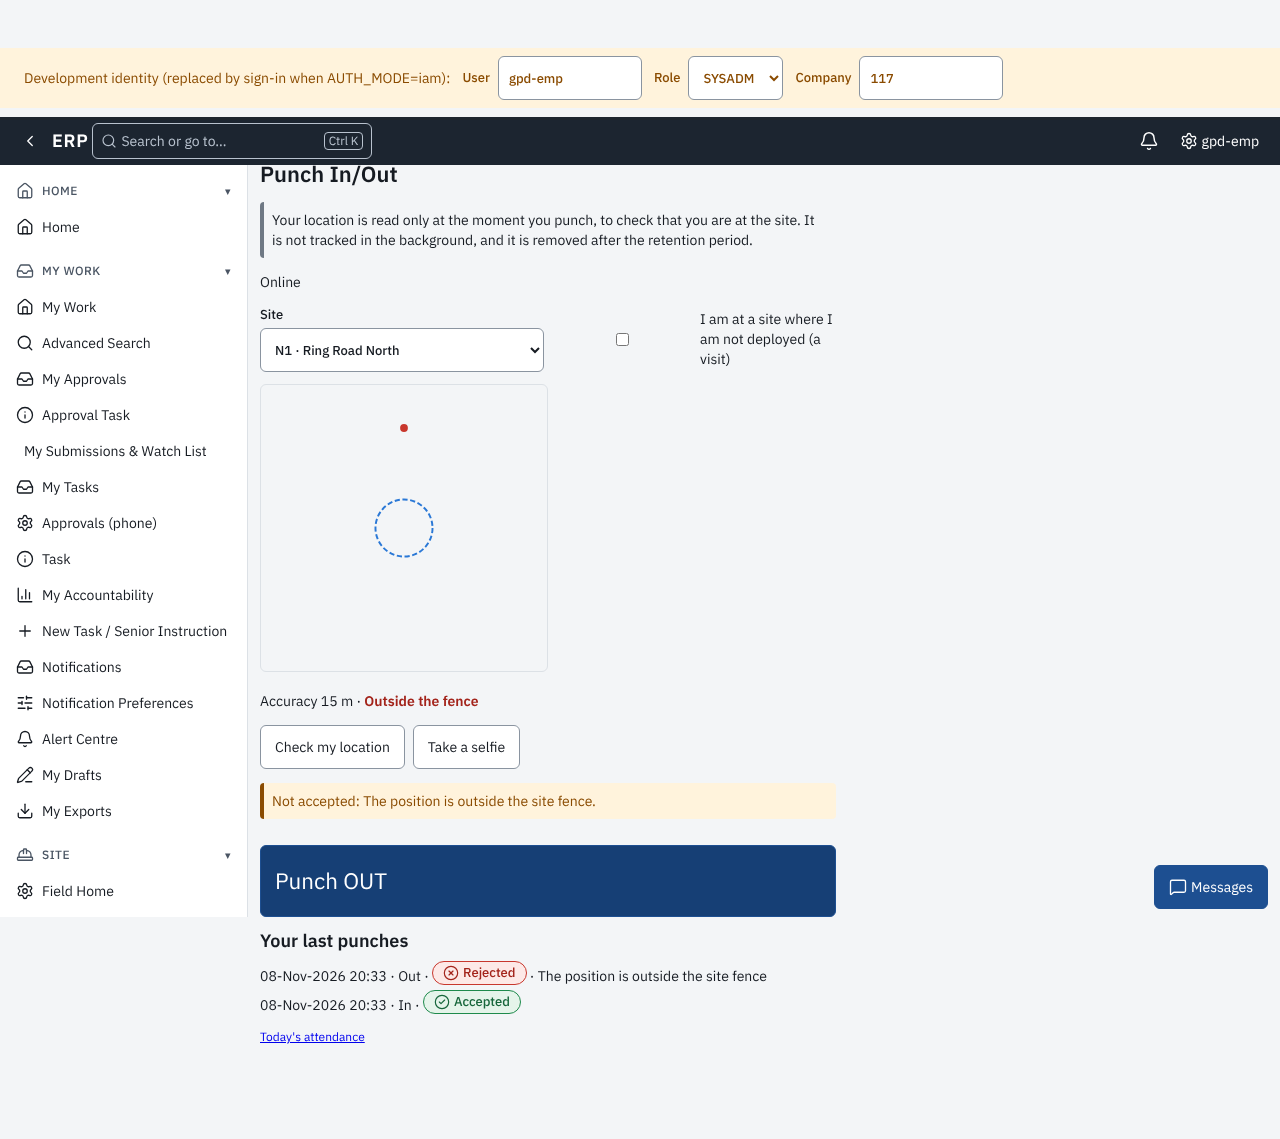 Development identity (replaced by sign-in when AUTH_MODE=iam): User gpd-emp Role SYSADM Company 117
ERP Search or go to... Ctrl K gpd-emp
HOME
Home
MY WORK
My Work
Advanced Search
My Approvals
Approval Task
My Submissions & Watch List
My Tasks
Approvals (phone)
Task
My Accountability
New Task / Senior Instruction
Notifications
Notification Preferences
Alert Centre
My Drafts
My Exports
SITE
Field Home
Punch In/Out
Your location is read only at the moment you punch, to check that you are at the site. It
is not tracked in the background, and it is removed after the retention period.
Online
Site
N1 · Ring Road North
I am at a site where I
am not deployed (a
visit)
Accuracy 15 m · Outside the fence
Check my location Take a selfie
Not accepted: The position is outside the site fence.
Punch OUT
Your last punches
08-Nov-2026 20:33 · Out · Rejected · The position is outside the site fence
08-Nov-2026 20:33 · In · Accepted
Today's attendance
Messages